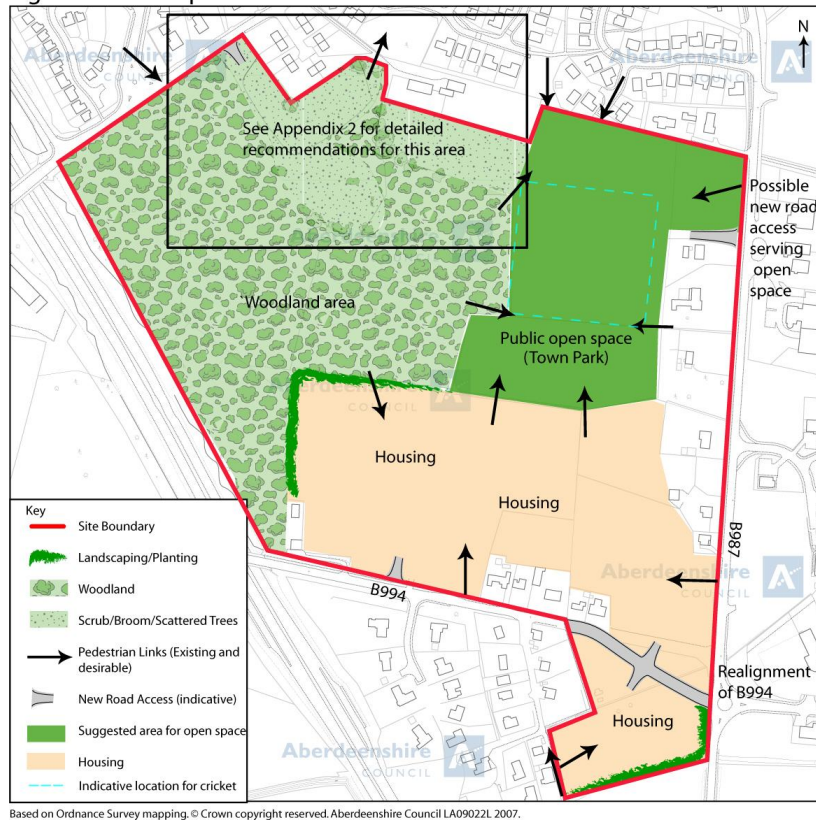 N
Aberdeenshire
COUNCIL
Aberdeenshire
COUNCIL
See Appendix 2 for detailed
recommendations for this area
Possible
new road
access
serving
open
space
Woodland area
Public open space
(Town Park)
COUNCIL
Housing
Housing
B987
B994
Aberdeenshire
COUNCIL
Realignment
of B994
Housing
Aberdeenshire
COUNCIL
Key
Site Boundary
Landscaping/Planting
Woodland
Scrub/Broom/Scattered Trees
Pedestrian Links (Existing and
desirable)
New Road Access (indicative)
Suggested area for open space
Housing
Indicative location for cricket
Based on Ordnance Survey mapping. © Crown copyright reserved. Aberdeenshire Council LA09022L 2007.